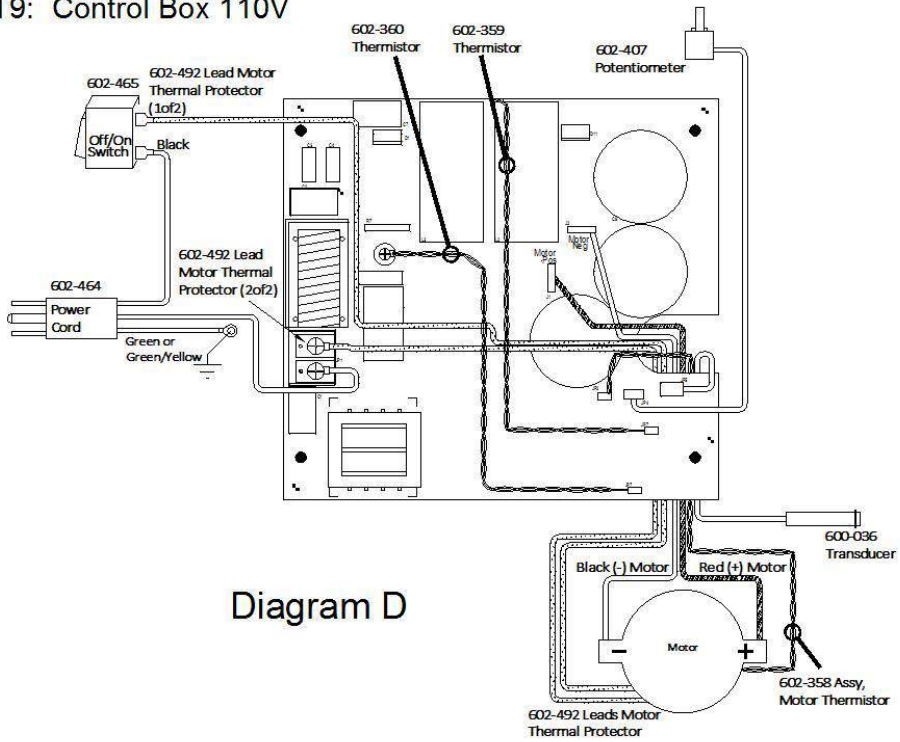 19: Control Box 110V
602-360
Thermistor
602-359
Thermistor
602-407
Potentiometer
602-465
602-492 Lead Motor
Thermal Protector
(1of2)
Off/On
Switch
Black
602-492 Lead
Motor Thermal
Protector (2of2)
602-464
Power
Cord
Green or
Green/Yellow
Motor
Neg
Motor
Pos
600-036
Transducer
Black (-) Motor
Red (+) Motor
Diagram D
Motor
602-358 Assy,
Motor Thermistor
602-492 Leads Motor
Thermal Protector